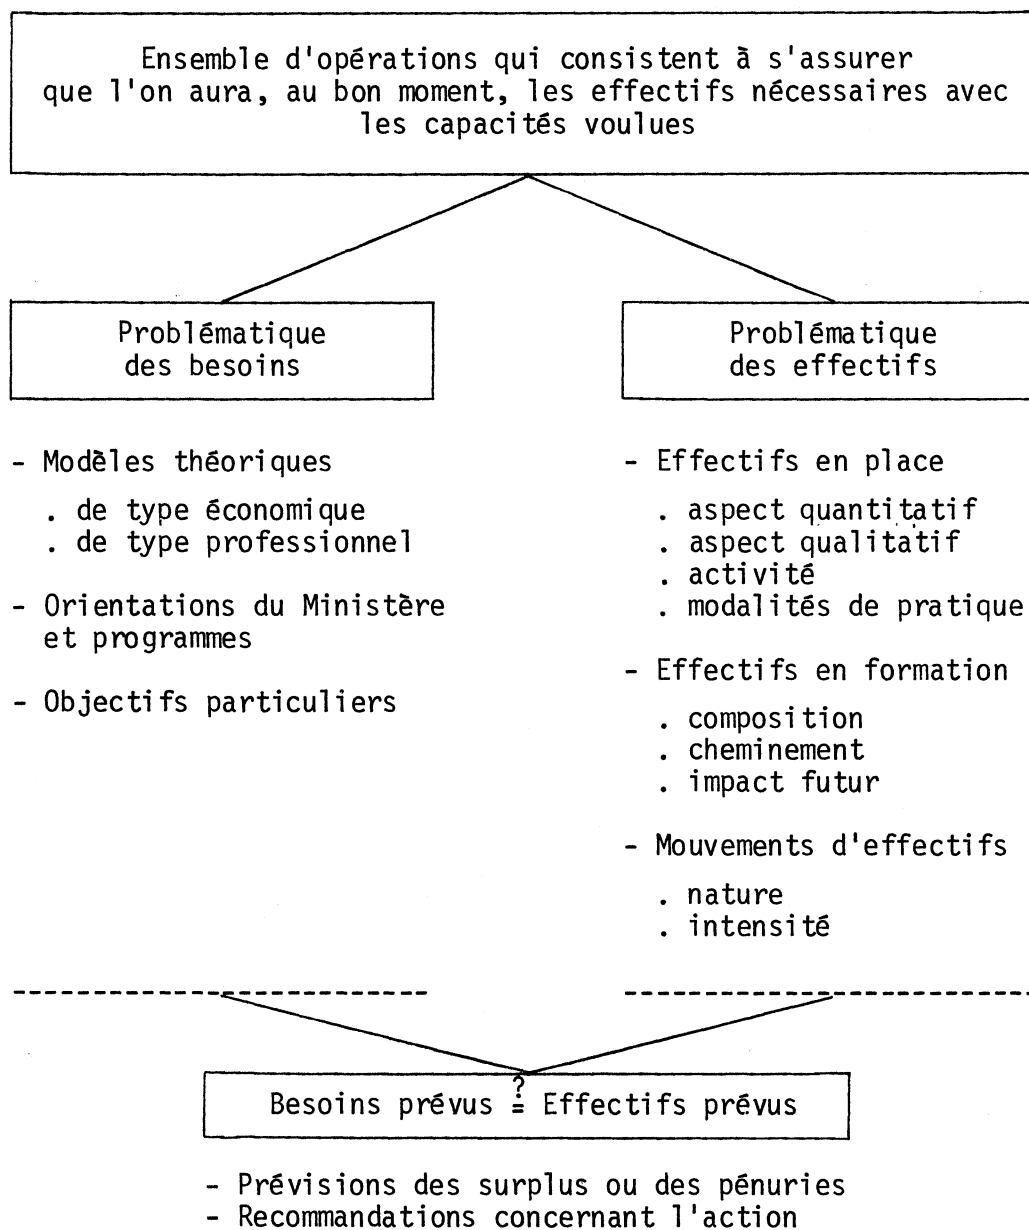 Ensemble d'opérations qui consistent à s'assurer
que l'on aura, au bon moment, les effectifs nécessaires avec
les capacités voulues
Problématique
des besoins
- Modèles théoriques
. de type économique
. de type professionnel
- Orientations du Ministère
et programmes
- Objectifs particuliers
Problématique
des effectifs
- Effectifs en place
. aspect quantitatif
. aspect qualitatif
. activité
. modalités de pratique
- Effectifs en formation
. composition
. cheminement
. impact futur
- Mouvements d'effectifs
. nature
. intensité
Besoins prévus ≟ Effectifs prévus
- Prévisions des surplus ou des pénuries
- Recommandations concernant l'action